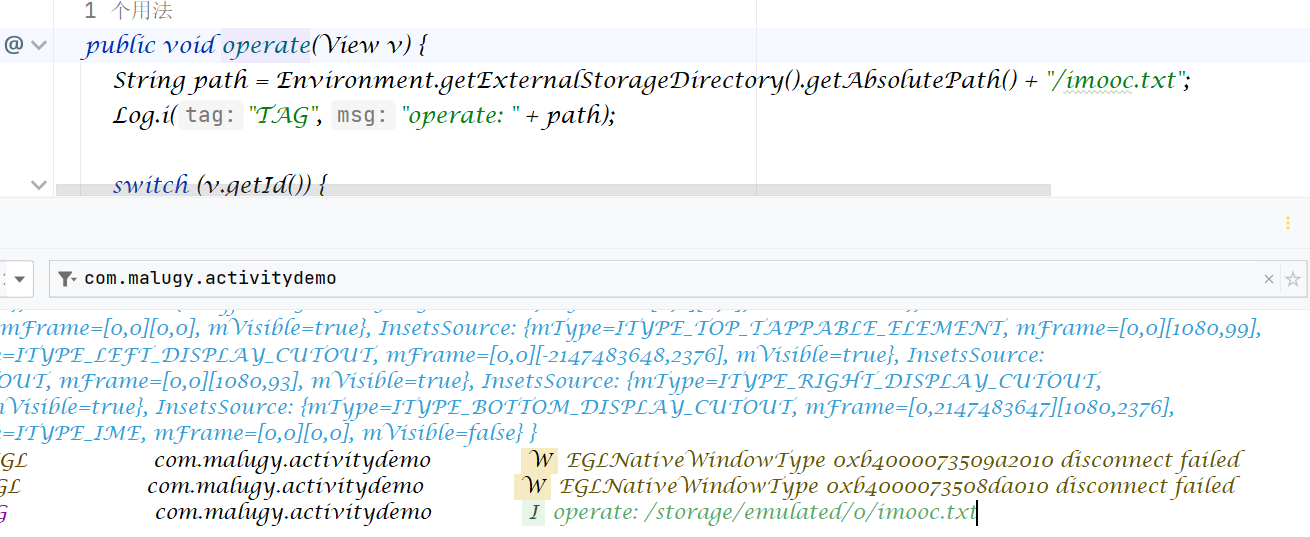 1 个用法
public void operate(View v) {
String path = Environment.getExternalStorageDirectory().getAbsolutePath() + "/imooc.txt";
Log.i( tag: "TAG", msg: "operate: " + path);
switch (v.getId()) {
com.malugy.activitydemo
mFrame=[0,0][0,0], mVisible=true}, InsetsSource: {mType=ITYPE_TOP_TAPPABLE_ELEMENT, mFrame=[0,0][1080,99],
=ITYPE_LEFT_DISPLAY_CUTOUT, mFrame=[0,0][-2147483648,2376], mVisible=true}, InsetsSource:
OUT, mFrame=[0,0][1080,93], mVisible=true}, InsetsSource: {mType=ITYPE_RIGHT_DISPLAY_CUTOUT,
mVisible=true}, InsetsSource: {mType=ITYPE_BOTTOM_DISPLAY_CUTOUT, mFrame=[0,2147483647][1080,2376],
=ITYPE_IME, mFrame=[0,0][0,0], mVisible=false} }
GL com.malugy.activitydemo W EGLNativeWindowType 0xb4000073509a2010 disconnect failed
GL com.malugy.activitydemo W EGLNativeWindowType 0xb4000073508da010 disconnect failed
G com.malugy.activitydemo I operate: /storage/emulated/0/imooc.txt